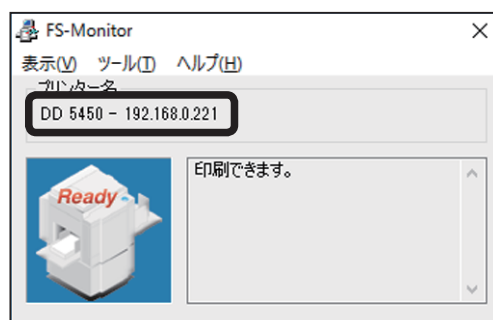 FS-Monitor
表示(V) ツール(T) ヘルプ(H)
プリンター名
DD 5450 - 192.168.0.221
Ready
印刷できます。